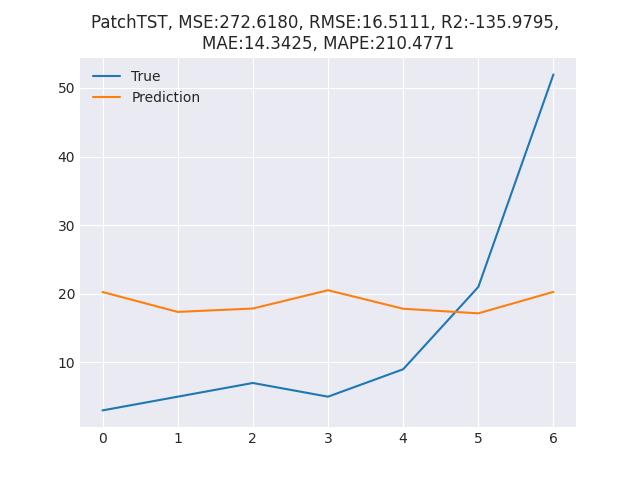 PatchTST, MSE:272.6180, RMSE:16.5111, R2:-135.9795,
MAE:14.3425, MAPE:210.4771
True
Prediction
50
40
30
20
10
0 1 2 3 4 5 6